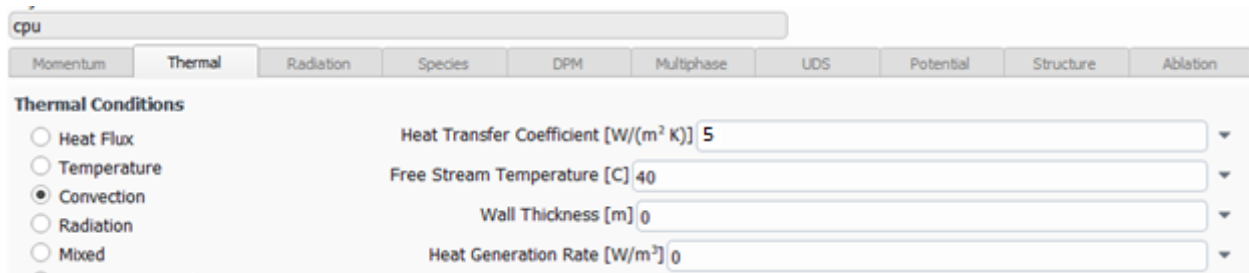 cpu
Momentum Thermal Radiation Species DPM Multiphase UDS Potential Structure Ablation
Thermal Conditions
Heat Flux
Temperature
Convection
Radiation
Mixed
Heat Transfer Coefficient [W/(m² K)] 5
Free Stream Temperature [C] 40
Wall Thickness [m] 0
Heat Generation Rate [W/m³] 0